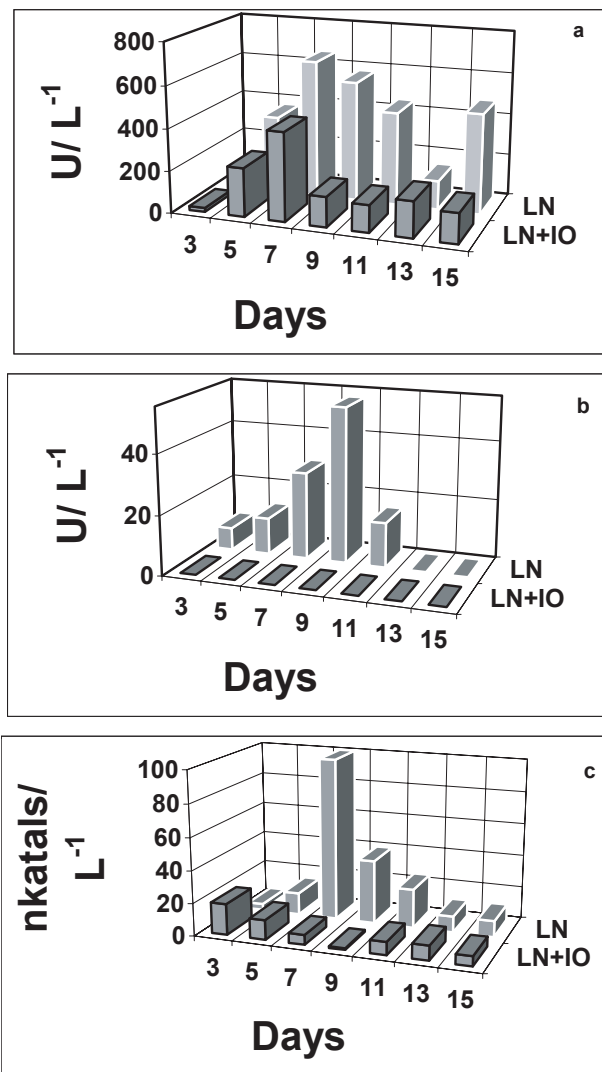 a
800
600
400
200
0
U/ L-1
3 5 7 9 11 13 15
LN
LN+IO
Days
b
40
20
0
U/ L-1
3 5 7 9 11 13 15
LN
LN+IO
Days
c
100
80
60
40
20
0
nkatals/
L-1
3 5 7 9 11 13 15
LN
LN+IO
Days